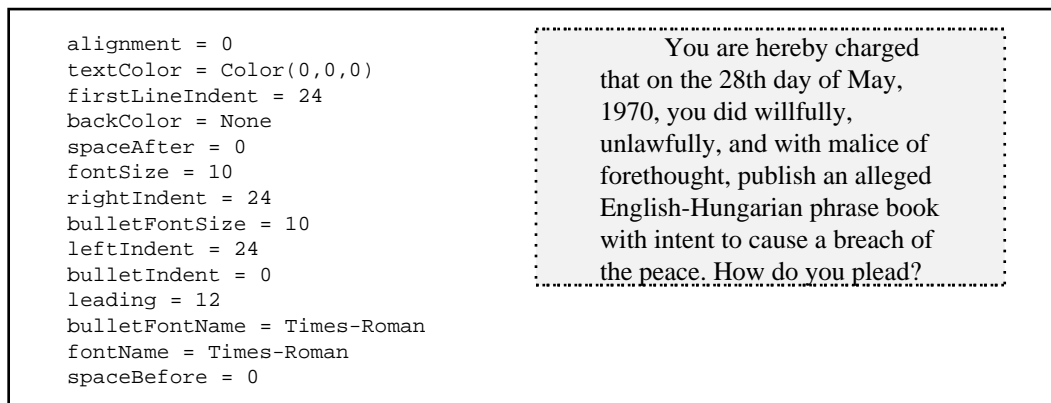 alignment = 0
textColor = Color(0,0,0)
firstLineIndent = 24
backColor = None
spaceAfter = 0
fontSize = 10
rightIndent = 24
bulletFontSize = 10
leftIndent = 24
bulletIndent = 0
leading = 12
bulletFontName = Times-Roman
fontName = Times-Roman
spaceBefore = 0
You are hereby charged
that on the 28th day of May,
1970, you did willfully,
unlawfully, and with malice of
forethought, publish an alleged
English-Hungarian phrase book
with intent to cause a breach of
the peace. How do you plead?